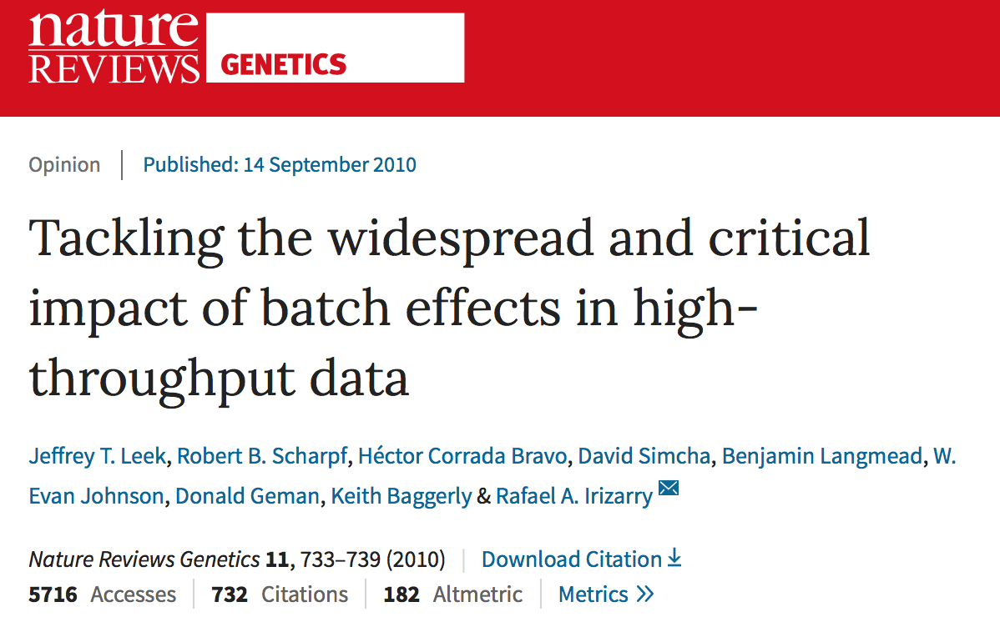 nature
REVIEWS
GENETICS
Opinion
Published: 14 September 2010
Tackling the widespread and critical
impact of batch effects in high-
throughput data
Jeffrey T. Leek, Robert B. Scharpf, Héctor Corrada Bravo, David Simcha, Benjamin Langmead, W.
Evan Johnson, Donald Geman, Keith Baggerly & Rafael A. Irizarry
Nature Reviews Genetics 11, 733–739 (2010)
Download Citation
5716 Accesses
732 Citations
182 Altmetric
Metrics